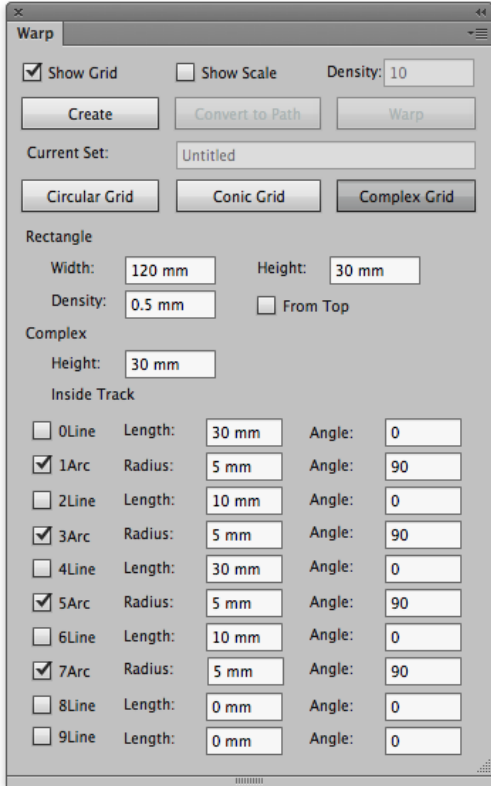 Warp
Show Grid Show Scale Density: 10
Create Convert to Path Warp
Current Set: Untitled
Circular Grid Conic Grid Complex Grid
Rectangle
Width: 120 mm Height: 30 mm
Density: 0.5 mm From Top
Complex
Height: 30 mm
Inside Track
0Line Length: 30 mm Angle: 0
1Arc Radius: 5 mm Angle: 90
2Line Length: 10 mm Angle: 0
3Arc Radius: 5 mm Angle: 90
4Line Length: 30 mm Angle: 0
5Arc Radius: 5 mm Angle: 90
6Line Length: 10 mm Angle: 0
7Arc Radius: 5 mm Angle: 90
8Line Length: 0 mm Angle: 0
9Line Length: 0 mm Angle: 0